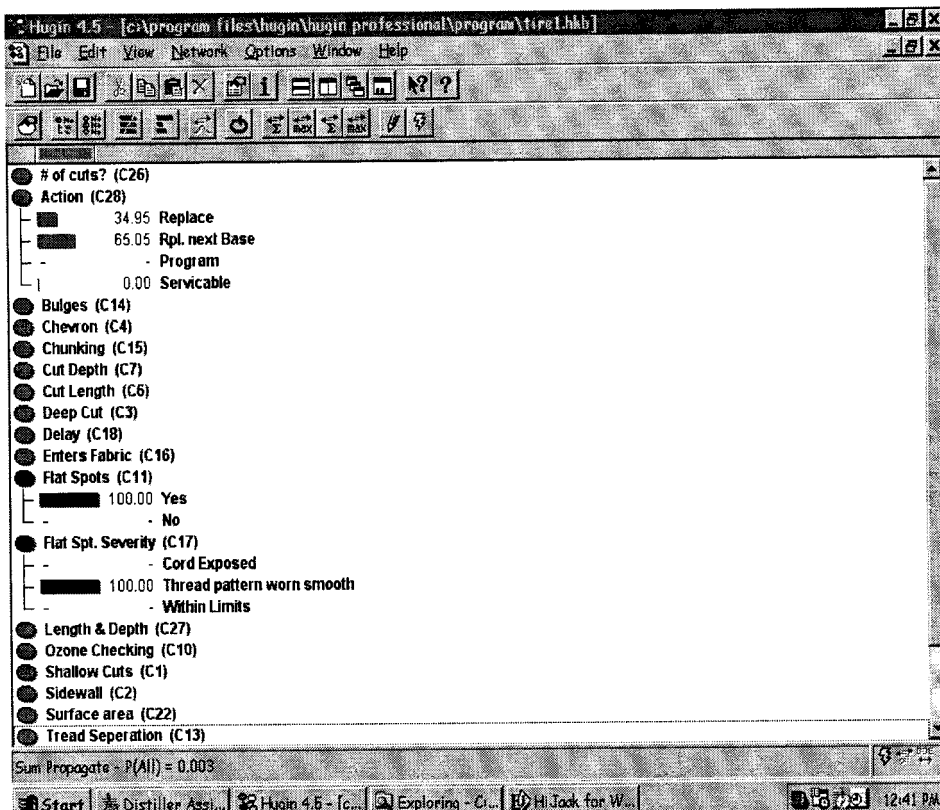 Hugin 4.5 - [c:\program files\hugin\hugin professional\program\tire1.hkb]
File Edit View Network Options Window Help
# of cuts? (C26)
Action (C28)
34.95 Replace
65.05 Rpl. next Base
- - Program
0.00 Servicable
Bulges (C14)
Chevron (C4)
Chunking (C15)
Cut Depth (C7)
Cut Length (C6)
Deep Cut (C3)
Delay (C18)
Enters Fabric (C16)
Flat Spots (C11)
100.00 Yes
- - No
Flat Spt. Severity (C17)
- - Cord Exposed
100.00 Thread pattern worn smooth
- - Within Limits
Length & Depth (C27)
Ozone Checking (C10)
Shallow Cuts (C1)
Sidewall (C2)
Surface area (C22)
Tread Seperation (C13)
Sum Propagate - P(All) = 0.003
Start Distiller Assi... Hugin 4.5 - [c... Exploring - C:... Hi Jaak for W... 12:41 PM